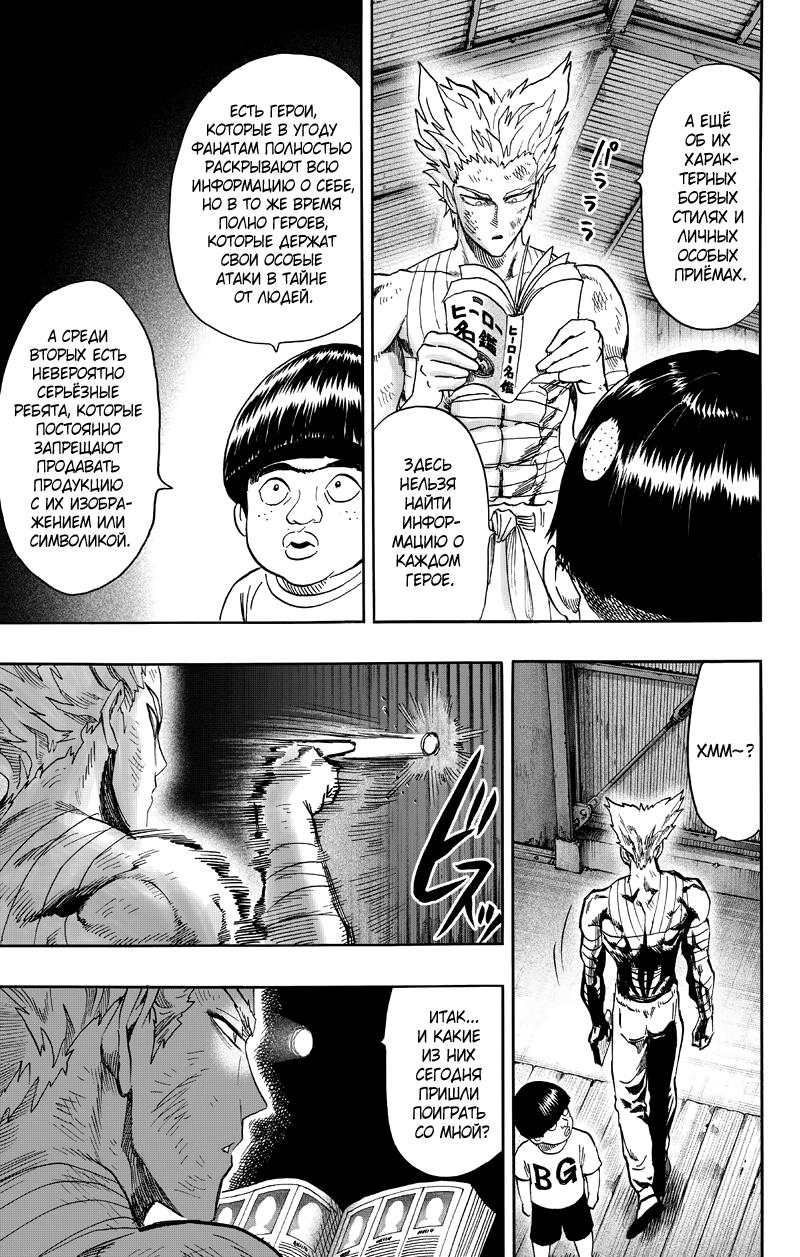 А ЕЩЁ
ОБ ИХ
ХАРАК-
ТЕРНЫХ
БОЕВЫХ
СТИЛЯХ И
ЛИЧНЫХ
ОСОБЫХ
ПРИЁМАХ.
パラララ
ヒーロー
名鑑
ヒーロー名鑑
ЗДЕСЬ
НЕЛЬЗЯ
НАЙТИ
ИНФОР-
МАЦИЮ О
КАЖДОМ
ГЕРОЕ.
ЕСТЬ ГЕРОИ,
КОТОРЫЕ В УГОДУ
ФАНАТАМ ПОЛНОСТЬЮ
РАСКРЫВАЮТ ВСЮ
ИНФОРМАЦИЮ О СЕБЕ,
НО В ТО ЖЕ ВРЕМЯ
ПОЛНО ГЕРОЕВ,
КОТОРЫЕ ДЕРЖАТ
СВОИ ОСОБЫЕ
АТАКИ В ТАЙНЕ
ОТ ЛЮДЕЙ.
А СРЕДИ
ВТОРЫХ ЕСТЬ
НЕВЕРОЯТНО
СЕРЬЁЗНЫЕ
РЕБЯТА, КОТОРЫЕ
ПОСТОЯННО
ЗАПРЕЩАЮТ
ПРОДАВАТЬ
ПРОДУКЦИЮ
С ИХ ИЗОБРА-
ЖЕНИЕМ ИЛИ
СИМВОЛИКОЙ.
ХММ~?
BG
ビスッ
ИТАК...
И КАКИЕ
ИЗ НИХ
СЕГОДНЯ
ПРИШЛИ
ПОИГРАТЬ
СО МНОЙ?